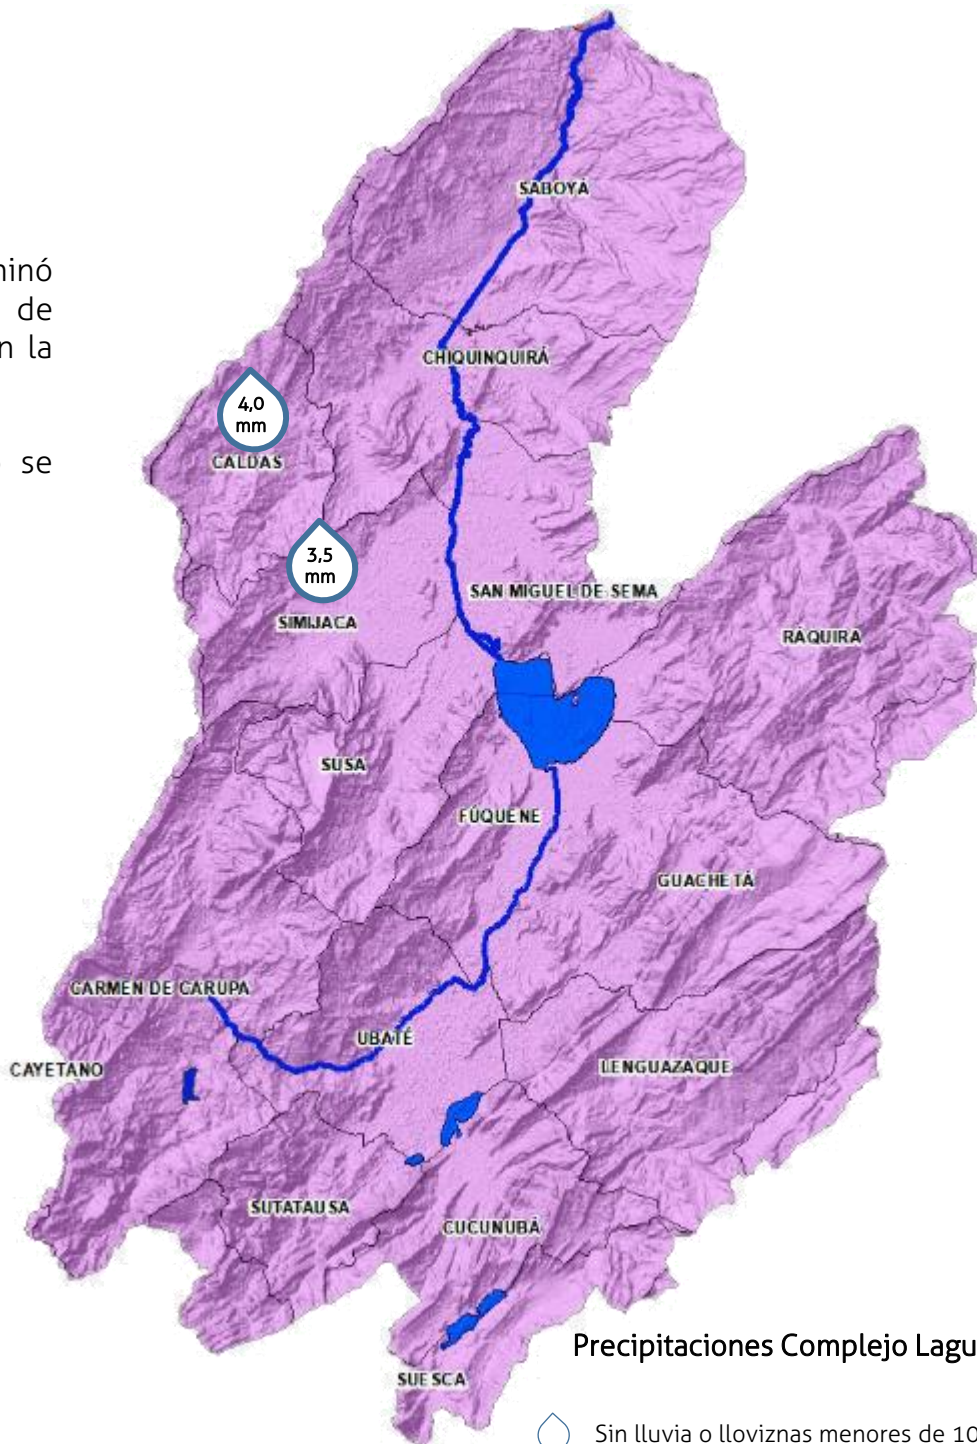 SABOYÁ
de
n la
CHIQUINQUIRÁ
4,0
mm
CALDAS
se
3,5
mm
SAN MIGUEL DE SEMA
SIMIJACA
RÁQUIRA
SUSA
FÚQUENE
GUACHETÁ
CARMEN DE CARUPA
UBATÉ
CAYETANO
LENGUAZAQUE
SUTATAUSA
CUCUNUBÁ
Precipitaciones Complejo Lagu
SUESCA
Sin lluvia o lloviznas menores de 10